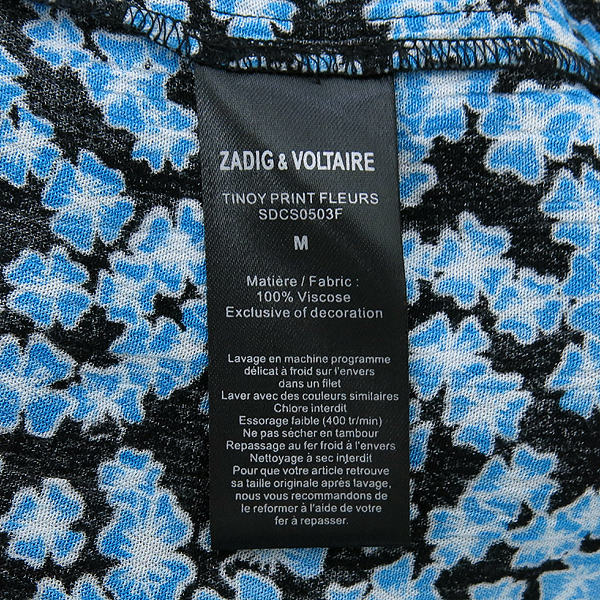 ZADIG & VOLTAIRE
TINOY PRINT FLEURS
SDCS0503F
M
Matière / Fabric :
100% Viscose
Exclusive of decoration
Lavage en machine programme
délicat à froid sur l'envers
dans un filet
Laver avec des couleurs similaires
Chlore interdit
Essorage faible (400 tr/min)
Ne pas sécher en tambour
Repassage au fer froid à l'envers
Nettoyage à sec interdit
Pour que votre article retrouve
sa taille originale après lavage,
nous vous recommandons de
le reformer à l'aide de votre
fer à repasser.